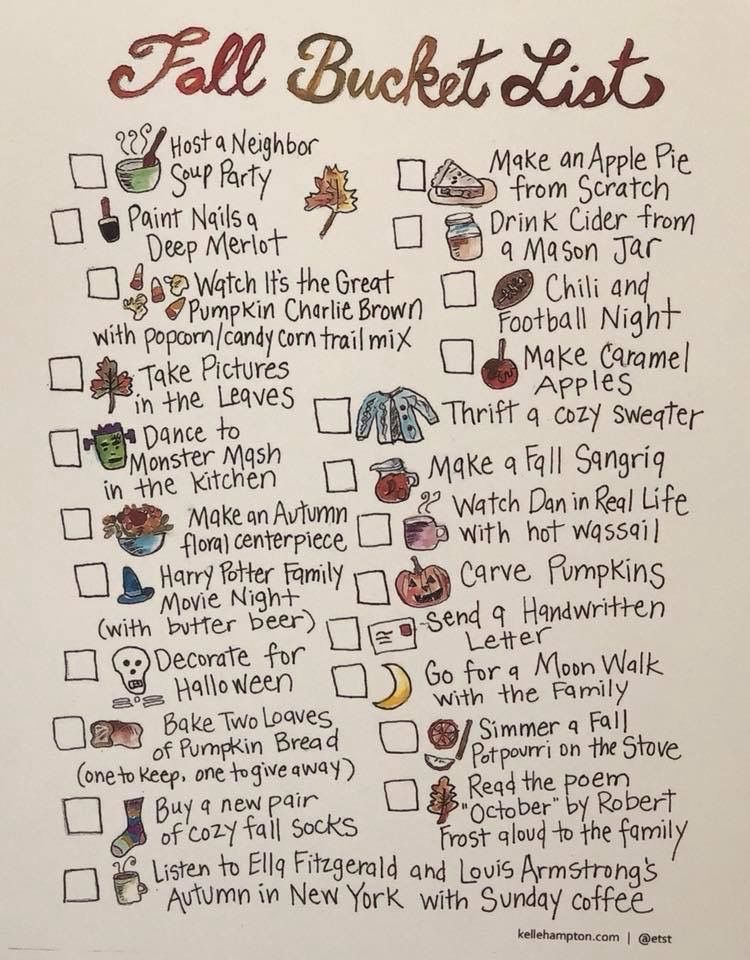 Fall Bucket List
Host a Neighbor
Soup Party
Paint Nails a
Deep Merlot
Watch It's the Great
Pumpkin Charlie Brown
with popcorn/candy corn trail mix
Take Pictures
in the Leaves
Dance to
Monster Mash
in the kitchen
Make an Autumn
floral centerpiece
Harry Potter Family
Movie Night
(with butter beer)
Decorate for
Halloween
Bake Two Loaves
of Pumpkin Bread
(one to keep, one to give away)
Buy a new pair
of cozy fall socks
Make an Apple Pie
from Scratch
Drink Cider from
a Mason Jar
Chili and
Football Night
Make Caramel
Apples
Thrift a cozy sweater
Make a Fall Sangria
Watch Dan in Real Life
with hot wassail
Carve Pumpkins
Send a Handwritten
Letter
Go for a Moon Walk
with the Family
Simmer a Fall
Potpourri on the Stove
Read the poem
"October" by Robert
Frost aloud to the family
Listen to Ella Fitzgerald and Louis Armstrong's
Autumn in New York with Sunday coffee
kellehampton.com | @etst